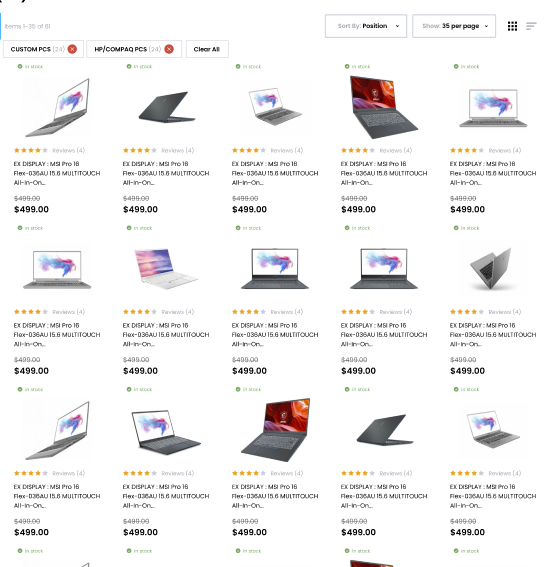 Items 1-35 of 61
Sort By: Position
Show: 35 per page
CUSTOM PCS (24)
HP/COMPAQ PCS (24)
Clear All
in stock
in stock
in stock
in stock
in stock
Reviews (4)
Reviews (4)
Reviews (4)
Reviews (4)
Reviews (4)
EX DISPLAY : MSI Pro 16
Flex-036AU 15.6 MULTITOUCH
All-In-On...
$499.00
$499.00
EX DISPLAY : MSI Pro 16
Flex-036AU 15.6 MULTITOUCH
All-In-On...
$499.00
$499.00
EX DISPLAY : MSI Pro 16
Flex-036AU 15.6 MULTITOUCH
All-In-On...
$499.00
$499.00
EX DISPLAY : MSI Pro 16
Flex-036AU 15.6 MULTITOUCH
All-In-On...
$499.00
$499.00
EX DISPLAY : MSI Pro 16
Flex-036AU 15.6 MULTITOUCH
All-In-On...
$499.00
$499.00
in stock
in stock
in stock
in stock
in stock
Reviews (4)
Reviews (4)
Reviews (4)
Reviews (4)
Reviews (4)
EX DISPLAY : MSI Pro 16
Flex-036AU 15.6 MULTITOUCH
All-In-On...
$499.00
$499.00
EX DISPLAY : MSI Pro 16
Flex-036AU 15.6 MULTITOUCH
All-In-On...
$499.00
$499.00
EX DISPLAY : MSI Pro 16
Flex-036AU 15.6 MULTITOUCH
All-In-On...
$499.00
$499.00
EX DISPLAY : MSI Pro 16
Flex-036AU 15.6 MULTITOUCH
All-In-On...
$499.00
$499.00
EX DISPLAY : MSI Pro 16
Flex-036AU 15.6 MULTITOUCH
All-In-On...
$499.00
$499.00
in stock
in stock
in stock
in stock
in stock
Reviews (4)
Reviews (4)
Reviews (4)
Reviews (4)
Reviews (4)
EX DISPLAY : MSI Pro 16
Flex-036AU 15.6 MULTITOUCH
All-In-On...
$499.00
$499.00
EX DISPLAY : MSI Pro 16
Flex-036AU 15.6 MULTITOUCH
All-In-On...
$499.00
$499.00
EX DISPLAY : MSI Pro 16
Flex-036AU 15.6 MULTITOUCH
All-In-On...
$499.00
$499.00
EX DISPLAY : MSI Pro 16
Flex-036AU 15.6 MULTITOUCH
All-In-On...
$499.00
$499.00
EX DISPLAY : MSI Pro 16
Flex-036AU 15.6 MULTITOUCH
All-In-On...
$499.00
$499.00
in stock
in stock
in stock
in stock
in stock